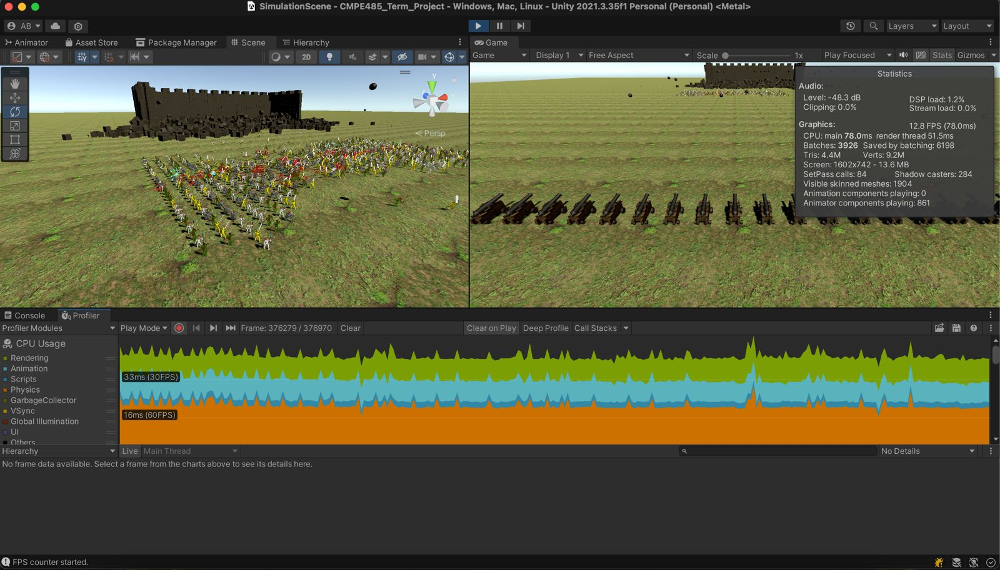 SimulationScene - CMPE485_Term_Project - Windows, Mac, Linux - Unity 2021.3.35f1 Personal (Personal) <Metal>
AB
Layers
Layout
Animator
Asset Store
Package Manager
Scene
Hierarchy
Game
2D
Game
Display 1
Free Aspect
Scale
1x
Play Focused
Stats
Gizmos
y
x
z
Persp
Statistics
Audio:
Level: -48.3 dB
DSP load: 1.2%
Clipping: 0.0%
Stream load: 0.0%
Graphics:
12.8 FPS (78.0ms)
CPU: main 78.0ms render thread 51.5ms
Batches: 3926 Saved by batching: 6198
Tris: 4.4M Verts: 9.2M
Screen: 1602x742 - 13.6 MB
SetPass calls: 84 Shadow casters: 284
Visible skinned meshes: 1904
Animation components playing: 0
Animator components playing: 861
Console
Profiler
Profiler Modules
Play Mode
Frame: 376279 / 376970
Clear
Clear on Play
Deep Profile
Call Stacks
CPU
CPU Usage
Rendering
Animation
Scripts
Physics
GarbageCollector
VSync
Global Illumination
UI
Others
33ms (30FPS)
16ms (60FPS)
Hierarchy
Live
Main Thread
No Details
No frame data available. Select a frame from the charts above to see its details here.
FPS counter started.